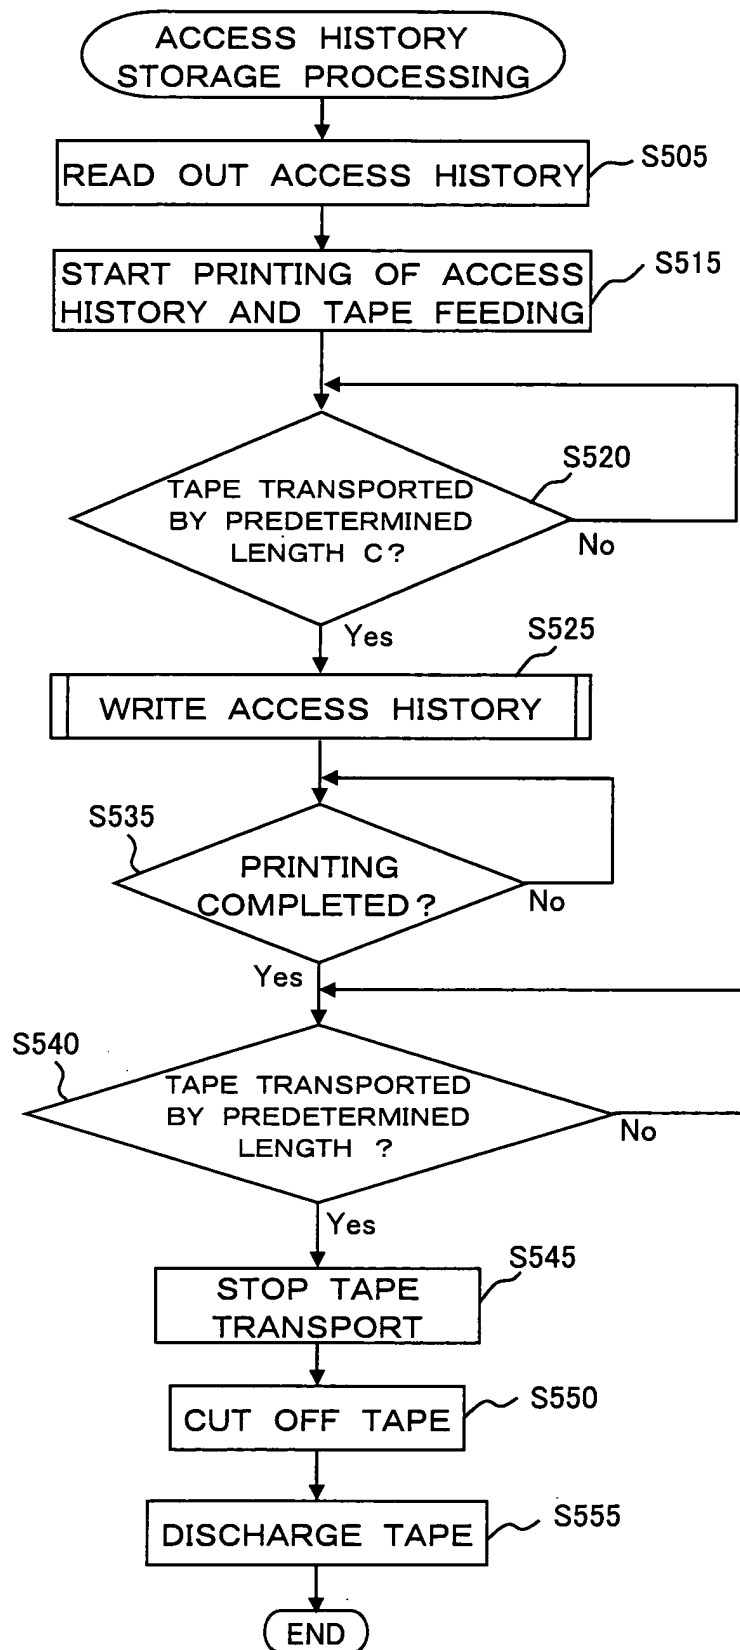 ACCESS HISTORY
STORAGE PROCESSING
READ OUT ACCESS HISTORY
S505
START PRINTING OF ACCESS
HISTORY AND TAPE FEEDING
S515
TAPE TRANSPORTED
BY PREDETERMINED
LENGTH C?
S520
No
Yes
S525
WRITE ACCESS HISTORY
S535
PRINTING
COMPLETED?
No
Yes
S540
TAPE TRANSPORTED
BY PREDETERMINED
LENGTH ?
No
Yes
S545
STOP TAPE
TRANSPORT
CUT OFF TAPE
S550
DISCHARGE TAPE
S555
END